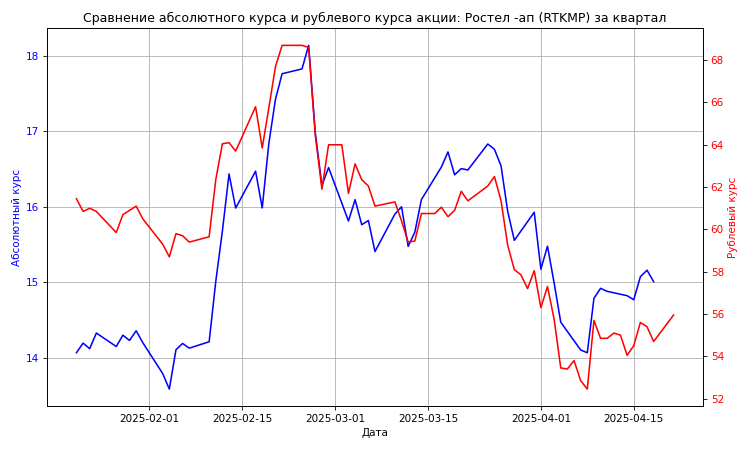 Сравнение абсолютного курса и рублевого курса акции: Ростел -ап (RTKMP) за квартал
18
17
16
15
14
Абсолютный курс
68
66
64
62
60
58
56
54
52
Рублевый курс
2025-02-01 2025-02-15 2025-03-01 2025-03-15 2025-04-01 2025-04-15
Дата